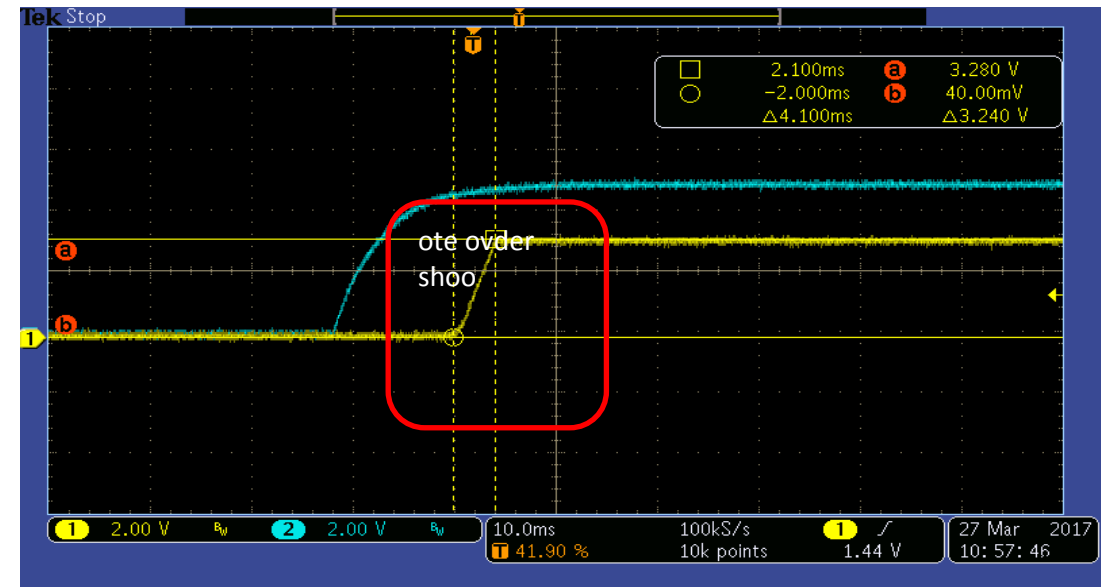 Tek Stop
T
T
2.100ms a 3.280 V
-2.000ms b 40.00mV
△4.100ms △3.240 V
a
ote ovder
shoo
b
1
1 2.00 V BW 2 2.00 V BW 10.0ms 100kS/s 1 27 Mar 2017
T 41.90 % 10k points 1.44 V 10:57:46